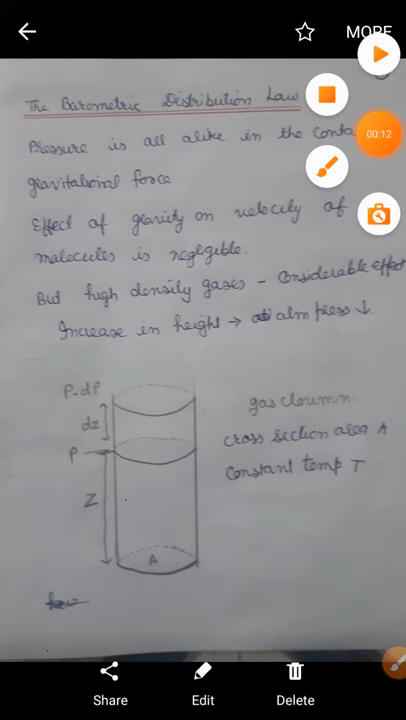 MORE
The Barometric Distribution Law
00:12
Pressure is all alike in the
gravitational force
Effect of gravity on velocity of
molecules is negligible.
But high density gases - Considerable effect
Increase in height → atm press ↓
P-dP
dz
gas cloumn.
P
cross section area A
Constant temp T
Z
A
Share
Edit
Delete